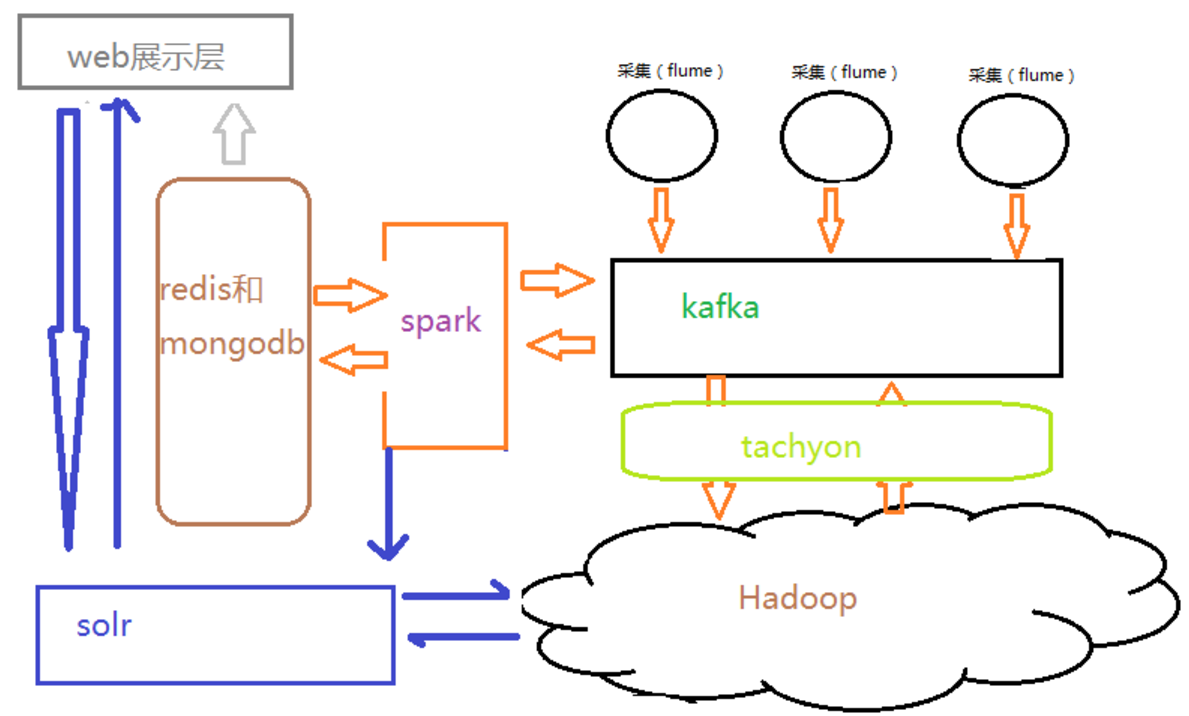 web展示层
采集（flume）
采集（flume）
采集（flume）
redis和
mongodb
spark
kafka
tachyon
Hadoop
solr